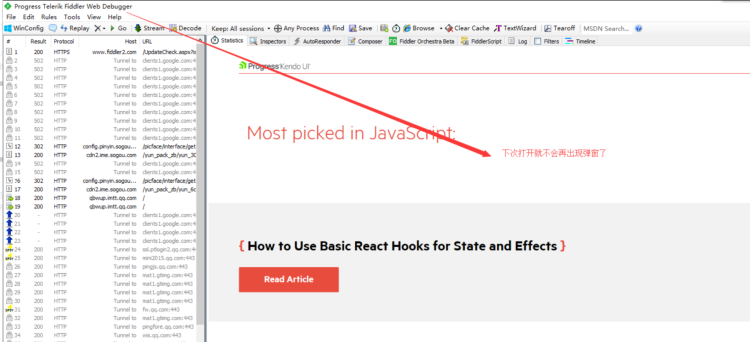 Progress Telerik Fiddler Web Debugger
File Edit Rules Tools View Help
WinConfig Replay Go Stream Decode Keep: All sessions Any Process Find Save Browse Clear Cache TextWizard Tearoff MSDN Search...
Statistics Inspectors AutoResponder Composer Fiddler Orchestra Beta FiddlerScript Log Filters Timeline
# Result Protocol Host URL
1 200 HTTPS www.fiddler2.com /UpdateCheck.aspx?is
2 502 HTTP Tunnel to clients1.google.com:4
3 502 HTTP Tunnel to clients1.google.com:4
4 502 HTTP Tunnel to clients1.google.com:4
5 502 HTTP Tunnel to clients1.google.com:4
6 502 HTTP Tunnel to clients1.google.com:4
7 502 HTTP Tunnel to clients1.google.com:4
8 502 HTTP Tunnel to clients1.google.com:4
9 502 HTTP Tunnel to clients1.google.com:4
10 502 HTTP Tunnel to clients1.google.com:4
11 502 HTTP Tunnel to clients1.google.com:4
12 302 HTTP config.pinyin.sogou... /picface/interface/get
13 200 HTTP cdn2.ime.sogou.com /yun_pack_zb/yun_30
14 502 HTTP Tunnel to clients1.google.com:4
15 502 HTTP Tunnel to clients1.google.com:4
?6 302 HTTP config.pinyin.sogou... /picface/interface/get
17 200 HTTP cdn2.ime.sogou.com /yun_pack_zb/yun_6c
18 200 HTTP qbwup.imtt.qq.com /
19 200 HTTP qbwup.imtt.qq.com /
20 - HTTP Tunnel to clients1.google.com:4
21 - HTTP Tunnel to clients1.google.com:4
22 - HTTP Tunnel to clients1.google.com:4
23 - HTTP Tunnel to clients1.google.com:4
24 200 HTTP Tunnel to ssl.ptlogin2.qq.com:44
25 200 HTTP Tunnel to mini2015.qq.com:443
26 200 HTTP Tunnel to pingjs.qq.com:443
27 200 HTTP Tunnel to mat1.gtimg.com:443
28 200 HTTP Tunnel to mat1.gtimg.com:443
29 200 HTTP Tunnel to mat1.gtimg.com:443
30 200 HTTP Tunnel to mat1.gtimg.com:443
31 200 HTTP Tunnel to fw.qq.com:443
32 200 HTTP Tunnel to mat1.gtimg.com:443
33 200 HTTP Tunnel to pingfore.qq.com:443
34 200 HTTP Tunnel to vxs.qq.com:443
Progress Kendo UI
Most picked in JavaScript:
下次打开就不会再出现弹窗了
{ How to Use Basic React Hooks for State and Effects }
Read Article